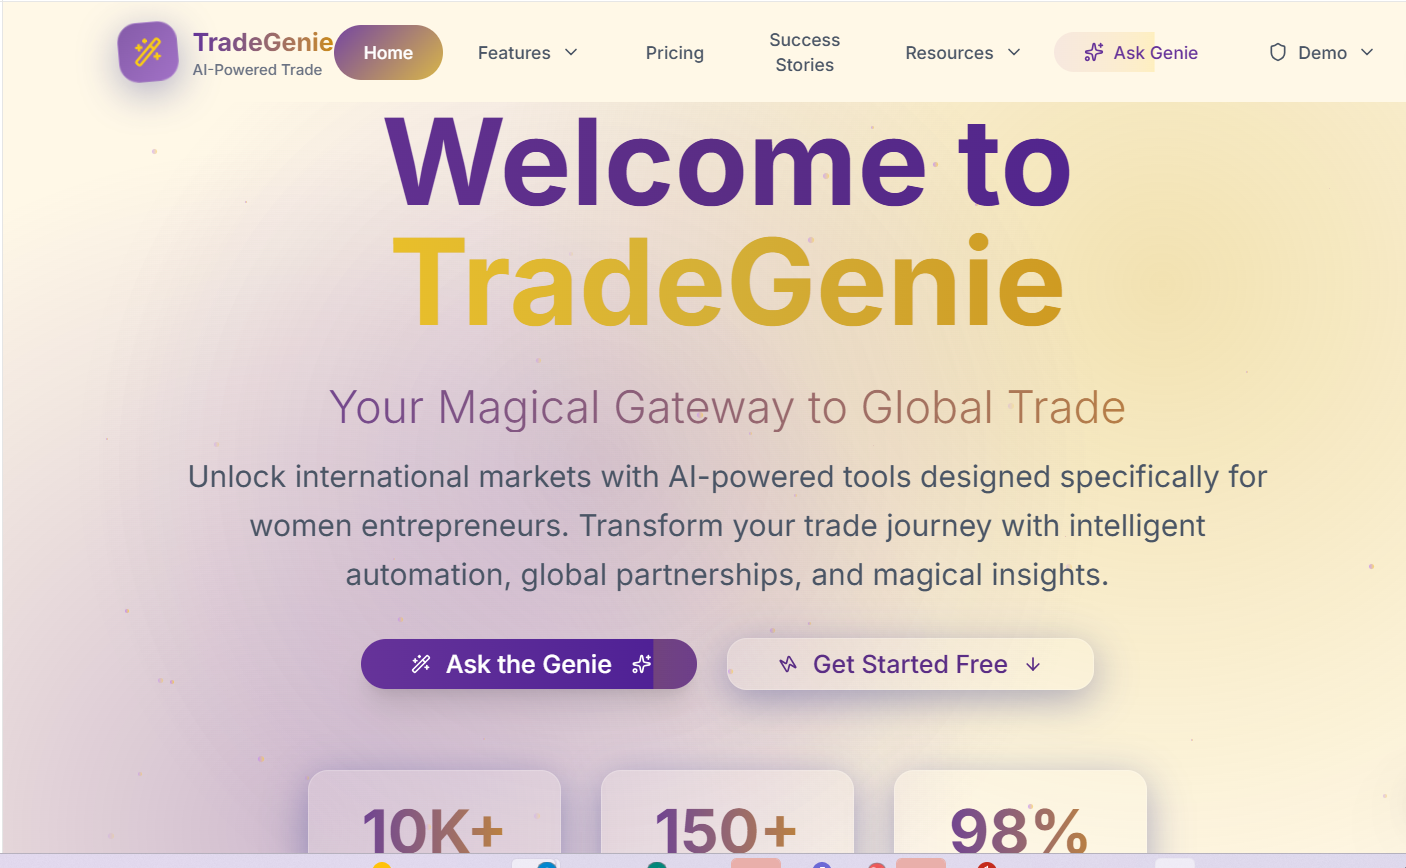 TradeGenie
AI-Powered Trade
Home
Features
Pricing
Success
Stories
Resources
Ask Genie
Demo
Welcome to
TradeGenie
Your Magical Gateway to Global Trade
Unlock international markets with AI-powered tools designed specifically for
women entrepreneurs. Transform your trade journey with intelligent
automation, global partnerships, and magical insights.
Ask the Genie
Get Started Free
10K+
150+
98%